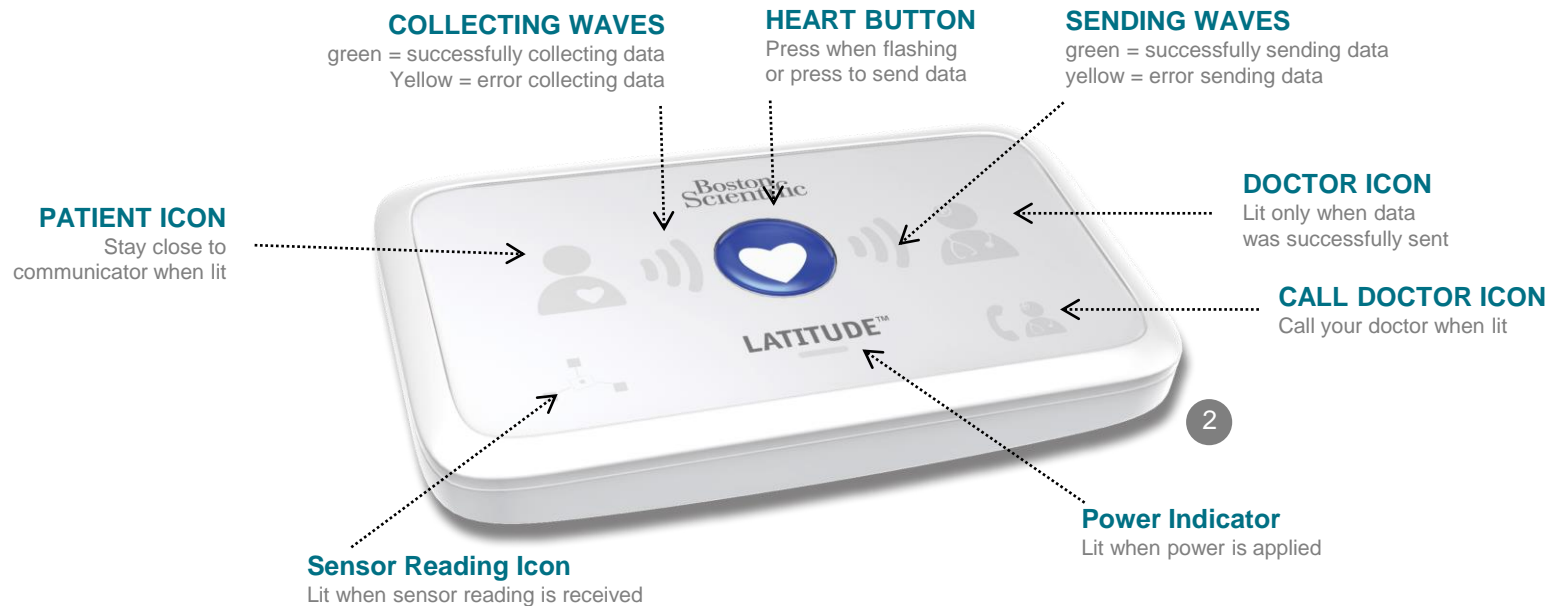 COLLECTING WAVES
green = successfully collecting data
Yellow = error collecting data
HEART BUTTON
Press when flashing
or press to send data
SENDING WAVES
green = successfully sending data
yellow = error sending data
PATIENT ICON
Stay close to
communicator when lit
Boston
Scientific
DOCTOR ICON
Lit only when data
was successfully sent
CALL DOCTOR ICON
Call your doctor when lit
LATITUDE™
2
Power Indicator
Lit when power is applied
Sensor Reading Icon
Lit when sensor reading is received